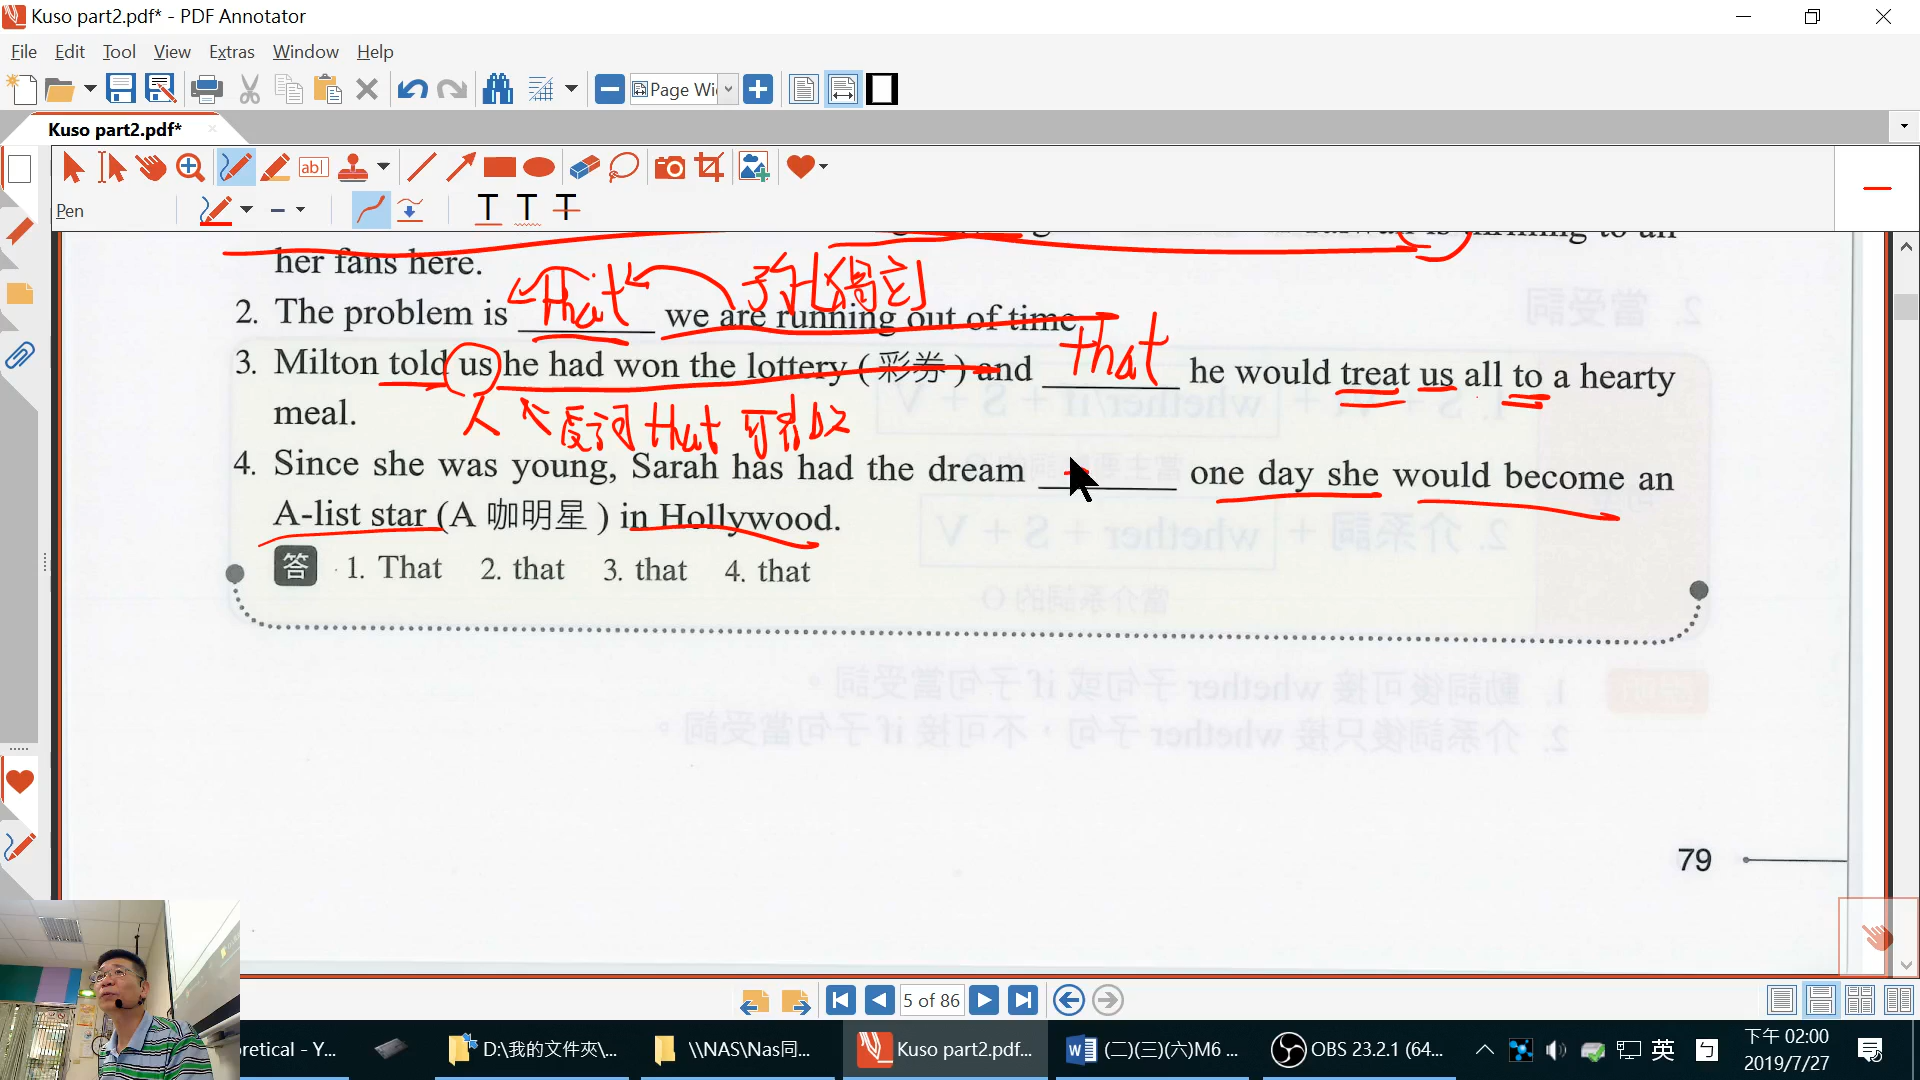 Kuso part2.pdf* - PDF Annotator
File Edit Tool View Extras Window Help
Page Wi
Kuso part2.pdf*
Pen
her fans here.
2. The problem is that we are running out of time.
3. Milton told us he had won the lottery (彩券) and that he would treat us all to a hearty
meal.
人 that 可省
4. Since she was young, Sarah has had the dream ______ one day she would become an
A-list star (A 咖明星) in Hollywood.
答 1. That 2. that 3. that 4. that
79
5 of 86
retical - Y...
D:\我的文件夾\...
\\NAS\Nas同...
Kuso part2.pdf...
(二)(三)(六)M6 ...
OBS 23.2.1 (64...
英
ㄅ
下午 02:00
2019/7/27